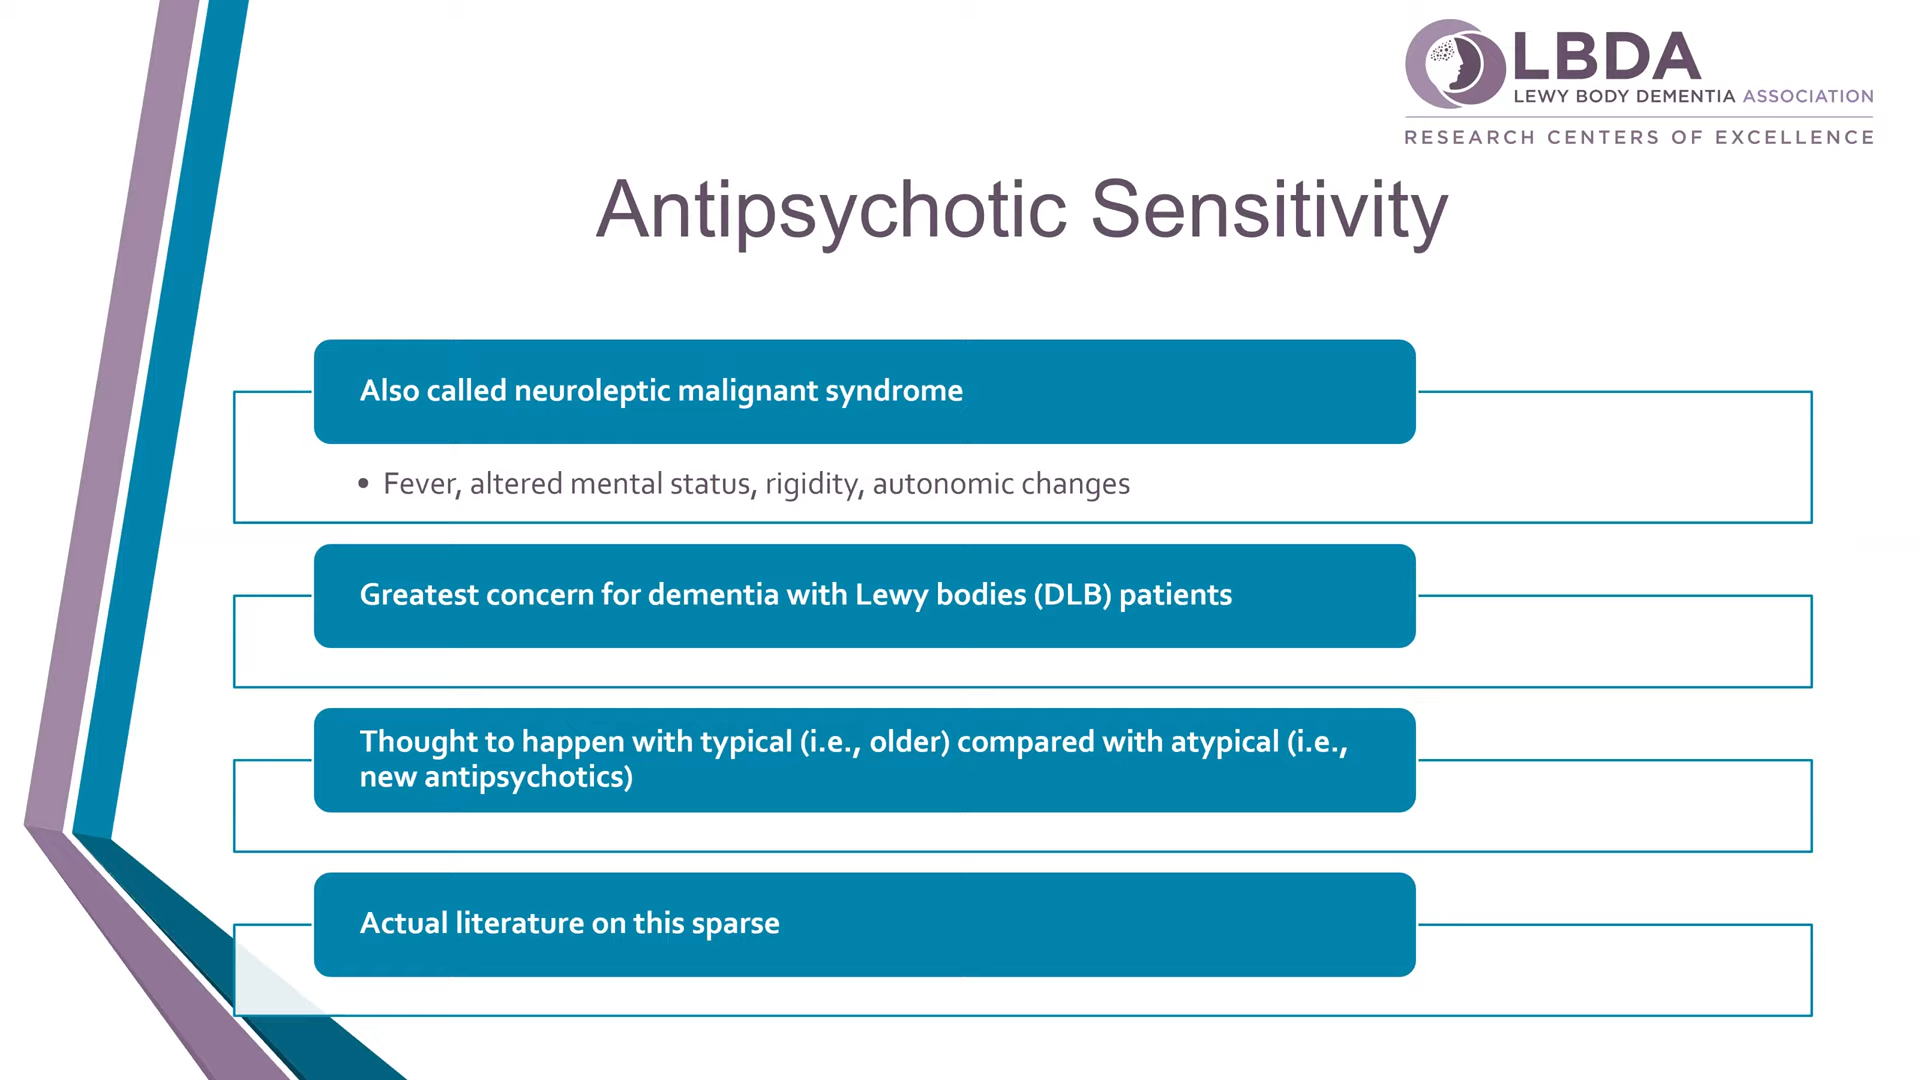 LBDA
LEWY BODY DEMENTIA ASSOCIATION
RESEARCH CENTERS OF EXCELLENCE
Antipsychotic Sensitivity
Also called neuroleptic malignant syndrome
• Fever, altered mental status, rigidity, autonomic changes
Greatest concern for dementia with Lewy bodies (DLB) patients
Thought to happen with typical (i.e., older) compared with atypical (i.e.,
new antipsychotics)
Actual literature on this sparse